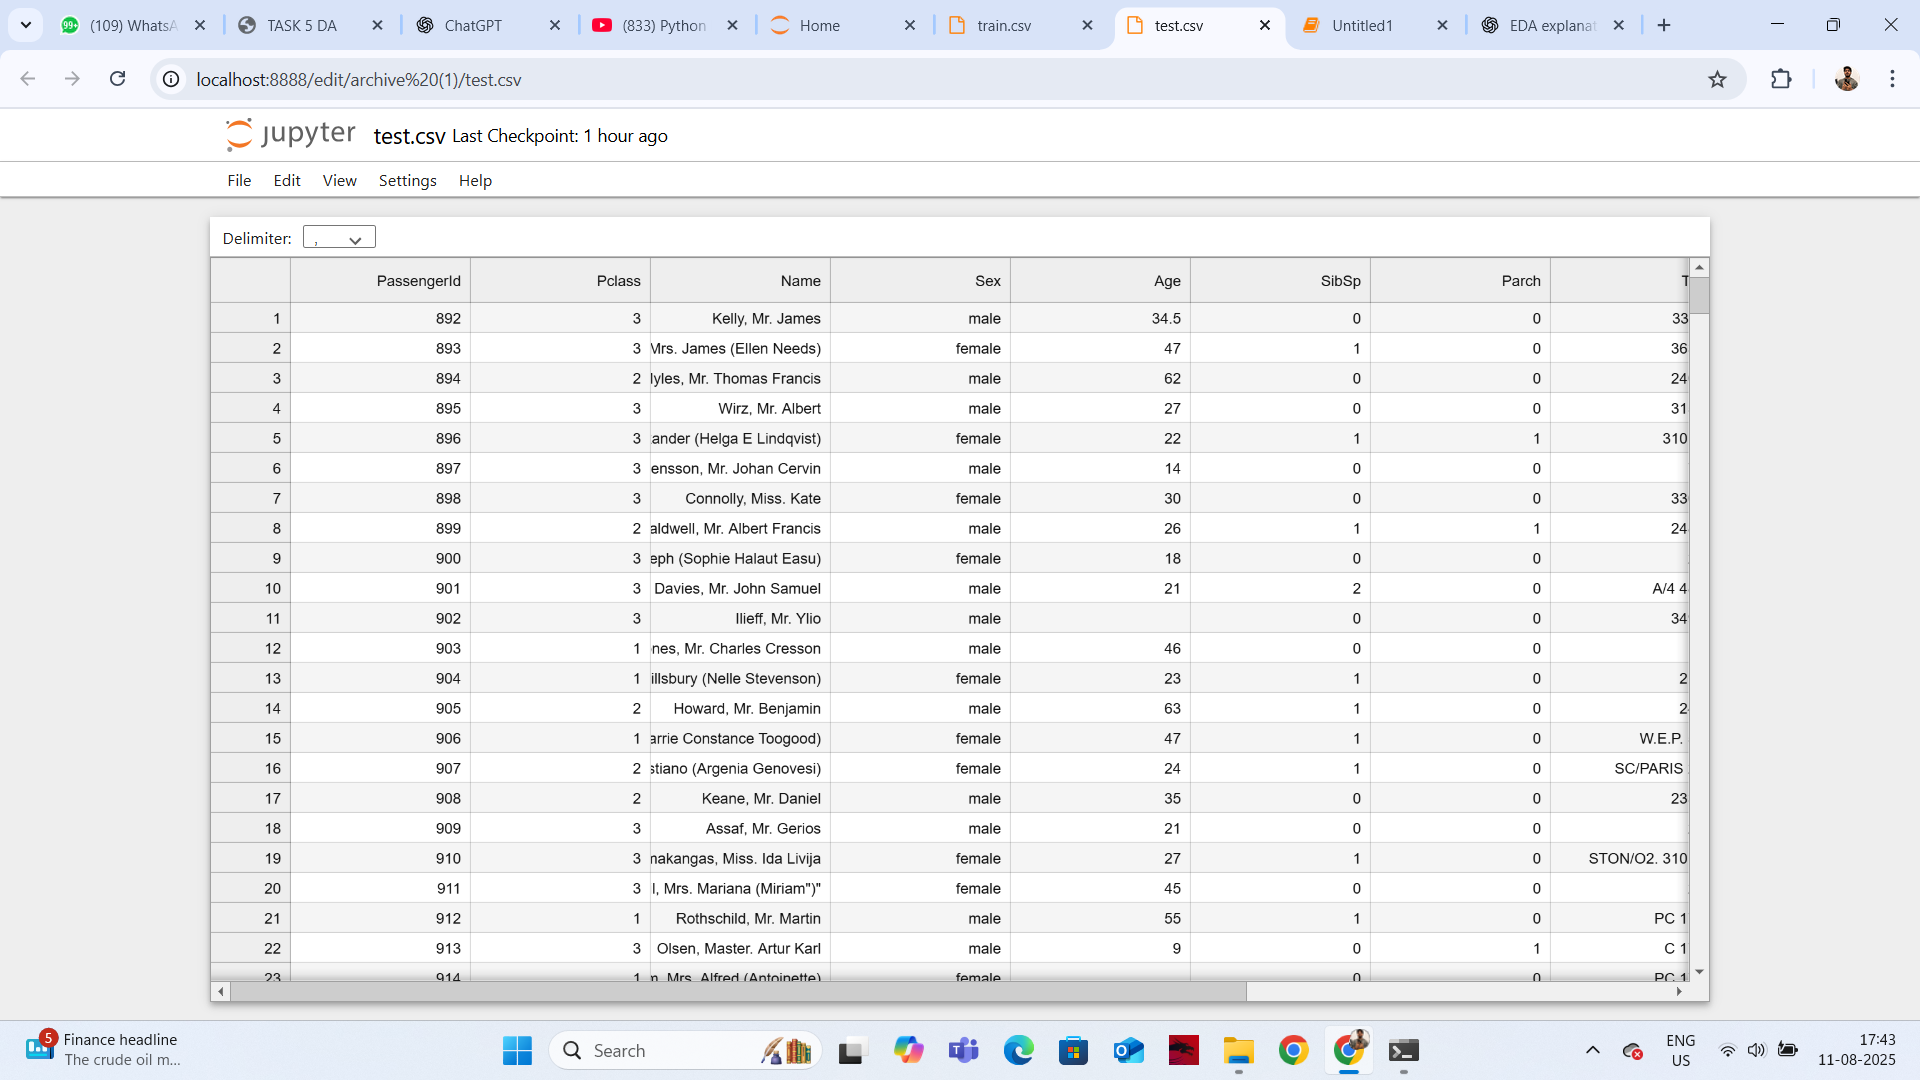 (109) WhatsA
TASK 5 DA
ChatGPT
(833) Python
Home
train.csv
test.csv
Untitled1
EDA explanat
localhost:8888/edit/archive%20(1)/test.csv
jupyter test.csv Last Checkpoint: 1 hour ago
File Edit View Settings Help
Delimiter: ,
PassengerId Pclass Name Sex Age SibSp Parch T
1 892 3 Kelly, Mr. James male 34.5 0 0 33
2 893 3 Mrs. James (Ellen Needs) female 47 1 0 36
3 894 2 lyles, Mr. Thomas Francis male 62 0 0 24
4 895 3 Wirz, Mr. Albert male 27 0 0 31
5 896 3 ander (Helga E Lindqvist) female 22 1 1 310
6 897 3 ensson, Mr. Johan Cervin male 14 0 0
7 898 3 Connolly, Miss. Kate female 30 0 0 33
8 899 2 aldwell, Mr. Albert Francis male 26 1 1 24
9 900 3 eph (Sophie Halaut Easu) female 18 0 0
10 901 3 Davies, Mr. John Samuel male 21 2 0 A/4 4
11 902 3 Ilieff, Mr. Ylio male 0 0 34
12 903 1 nes, Mr. Charles Cresson male 46 0 0
13 904 1 illsbury (Nelle Stevenson) female 23 1 0 2
14 905 2 Howard, Mr. Benjamin male 63 1 0 2
15 906 1 arrie Constance Toogood) female 47 1 0 W.E.P.
16 907 2 stiano (Argenia Genovesi) female 24 1 0 SC/PARIS
17 908 2 Keane, Mr. Daniel male 35 0 0 23
18 909 3 Assaf, Mr. Gerios male 21 0 0
19 910 3 nakangas, Miss. Ida Livija female 27 1 0 STON/O2. 310
20 911 3 l, Mrs. Mariana (Miriam")" female 45 0 0
21 912 1 Rothschild, Mr. Martin male 55 1 0 PC 1
22 913 3 Olsen, Master. Artur Karl male 9 0 1 C 1
23 914 1 n, Mrs. Alfred (Antoinette) female 0 0 PC 1
5 Finance headline
The crude oil m...
Search
ENG
US
17:43
11-08-2025